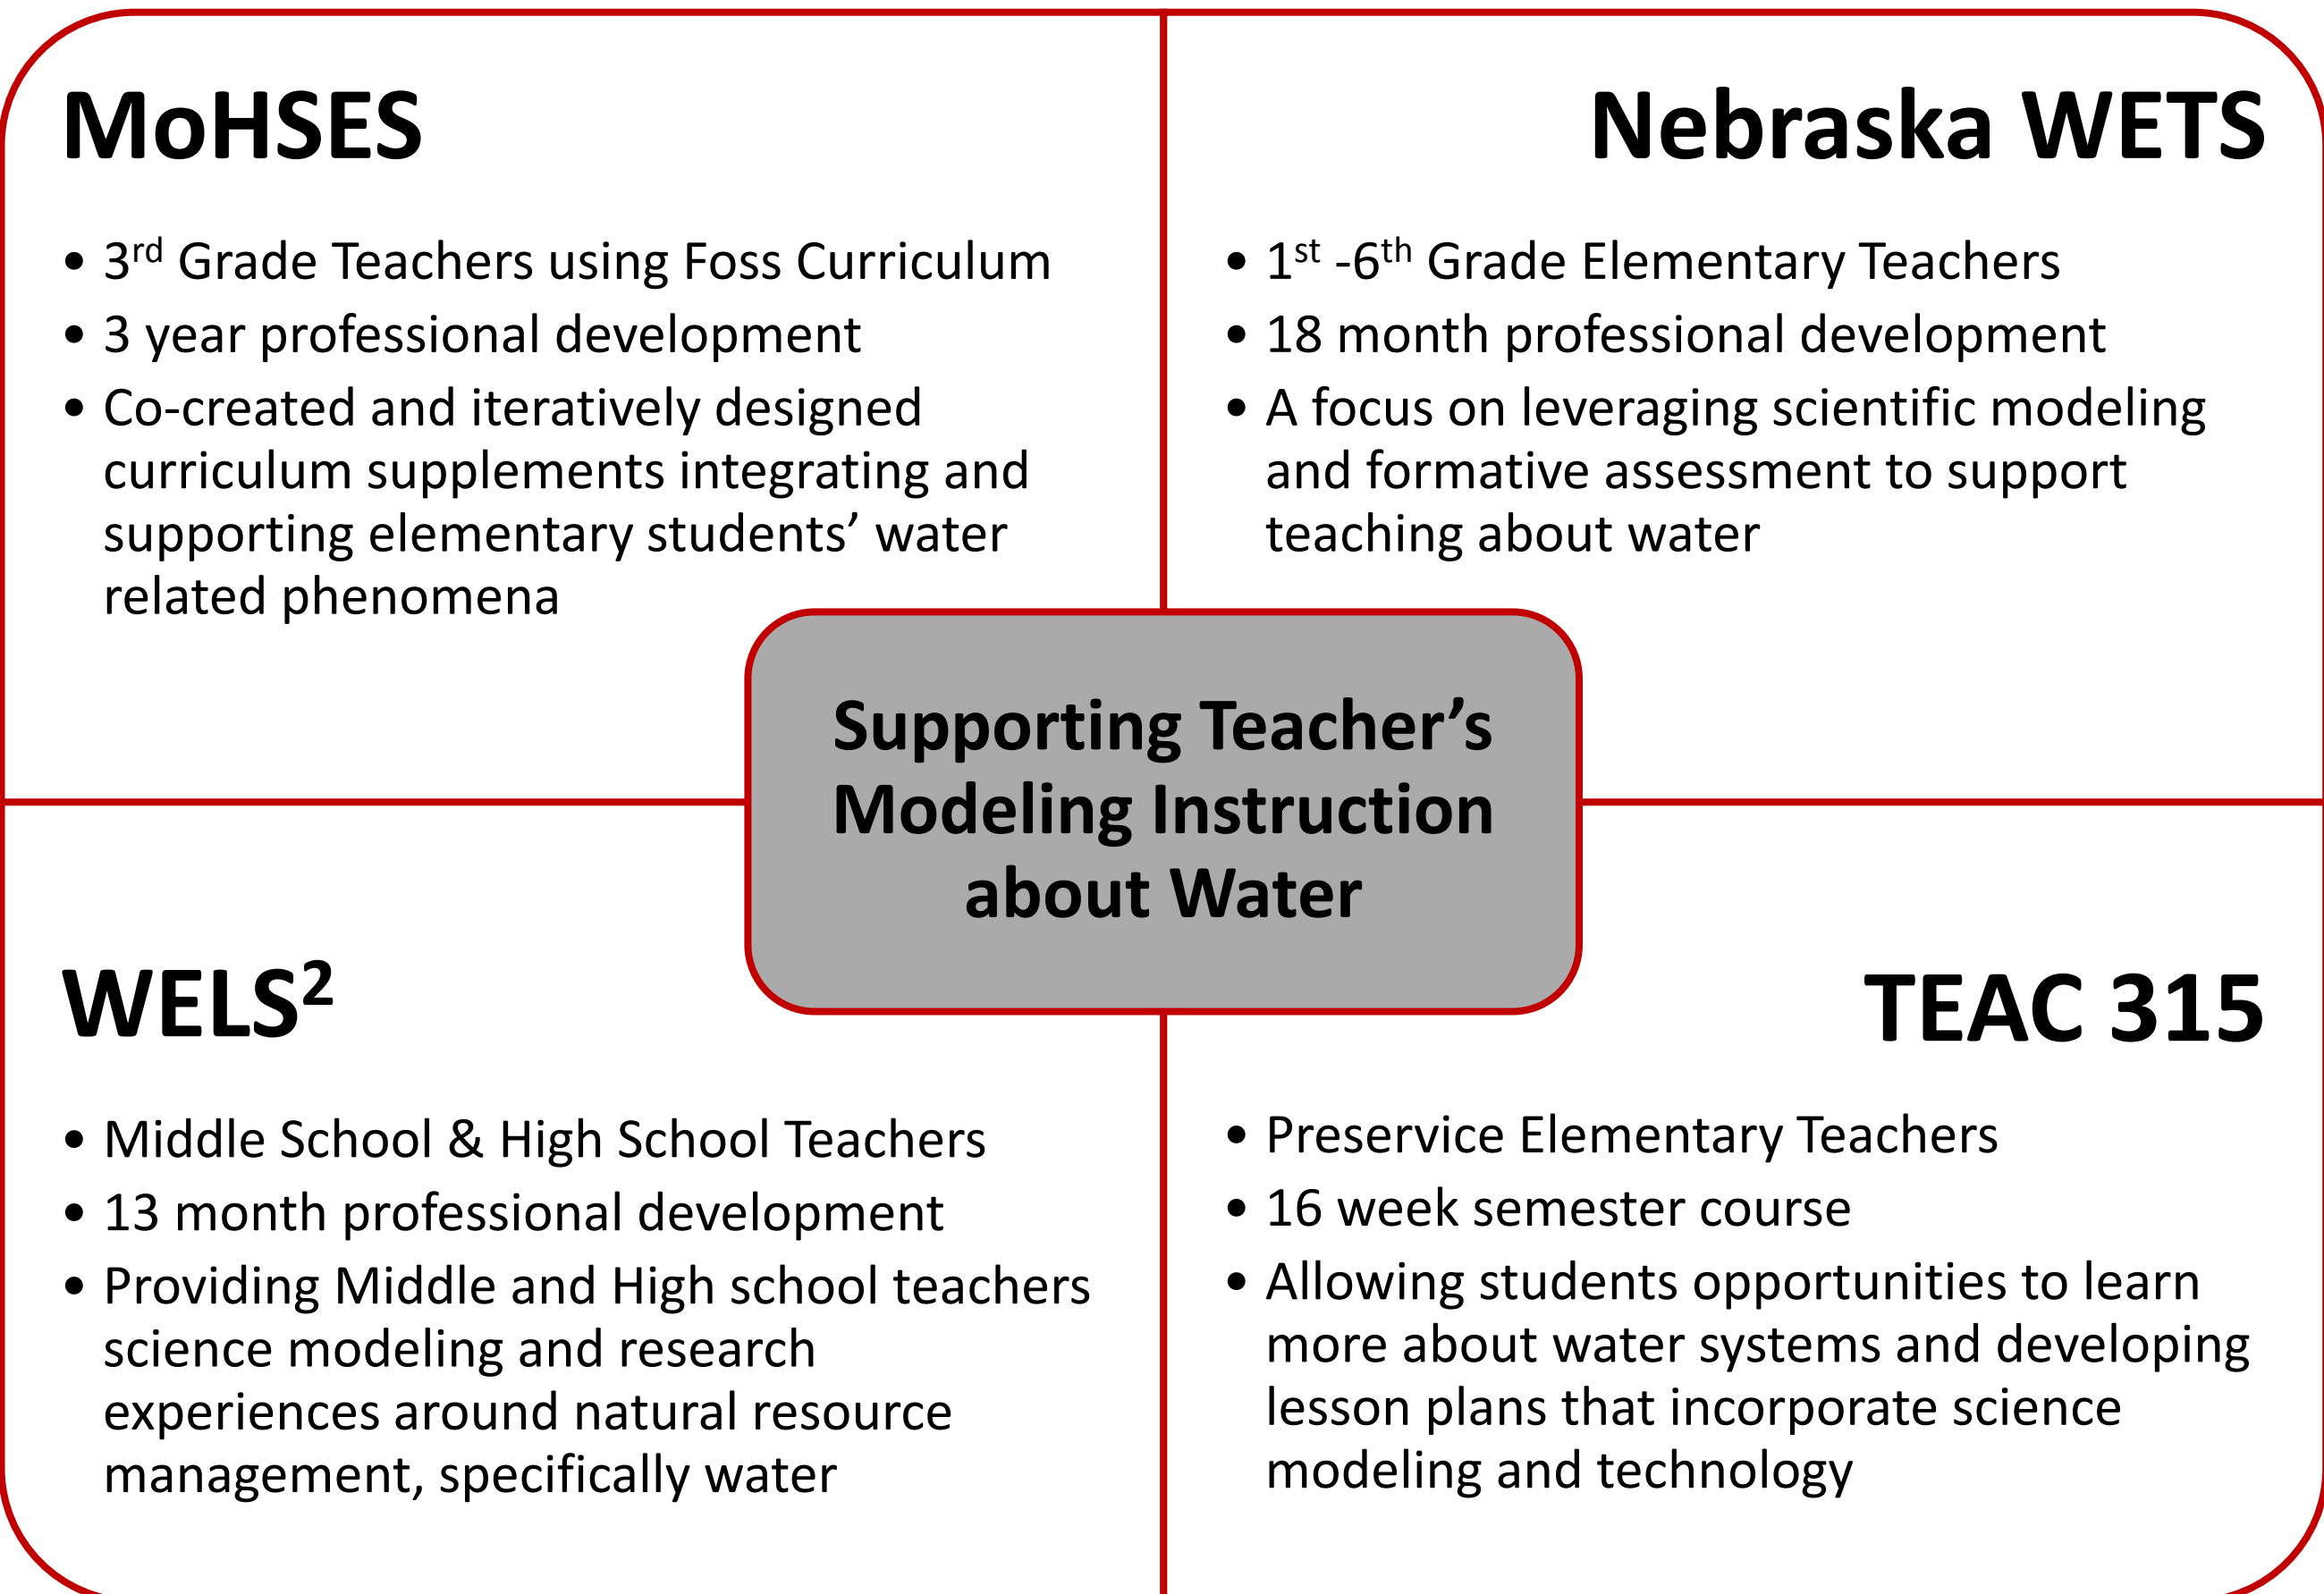 MoHSES
• 3rd Grade Teachers using Foss Curriculum
• 3 year professional development
• Co-created and iteratively designed
curriculum supplements integrating and
supporting elementary students’ water
related phenomena
Nebraska WETS
• 1st -6th Grade Elementary Teachers
• 18 month professional development
• A focus on leveraging scientific modeling
and formative assessment to support
teaching about water
Supporting Teacher’s
Modeling Instruction
about Water
WELS²
• Middle School & High School Teachers
• 13 month professional development
• Providing Middle and High school teachers
science modeling and research
experiences around natural resource
management, specifically water
TEAC 315
• Preservice Elementary Teachers
• 16 week semester course
• Allowing students opportunities to learn
more about water systems and developing
lesson plans that incorporate science
modeling and technology